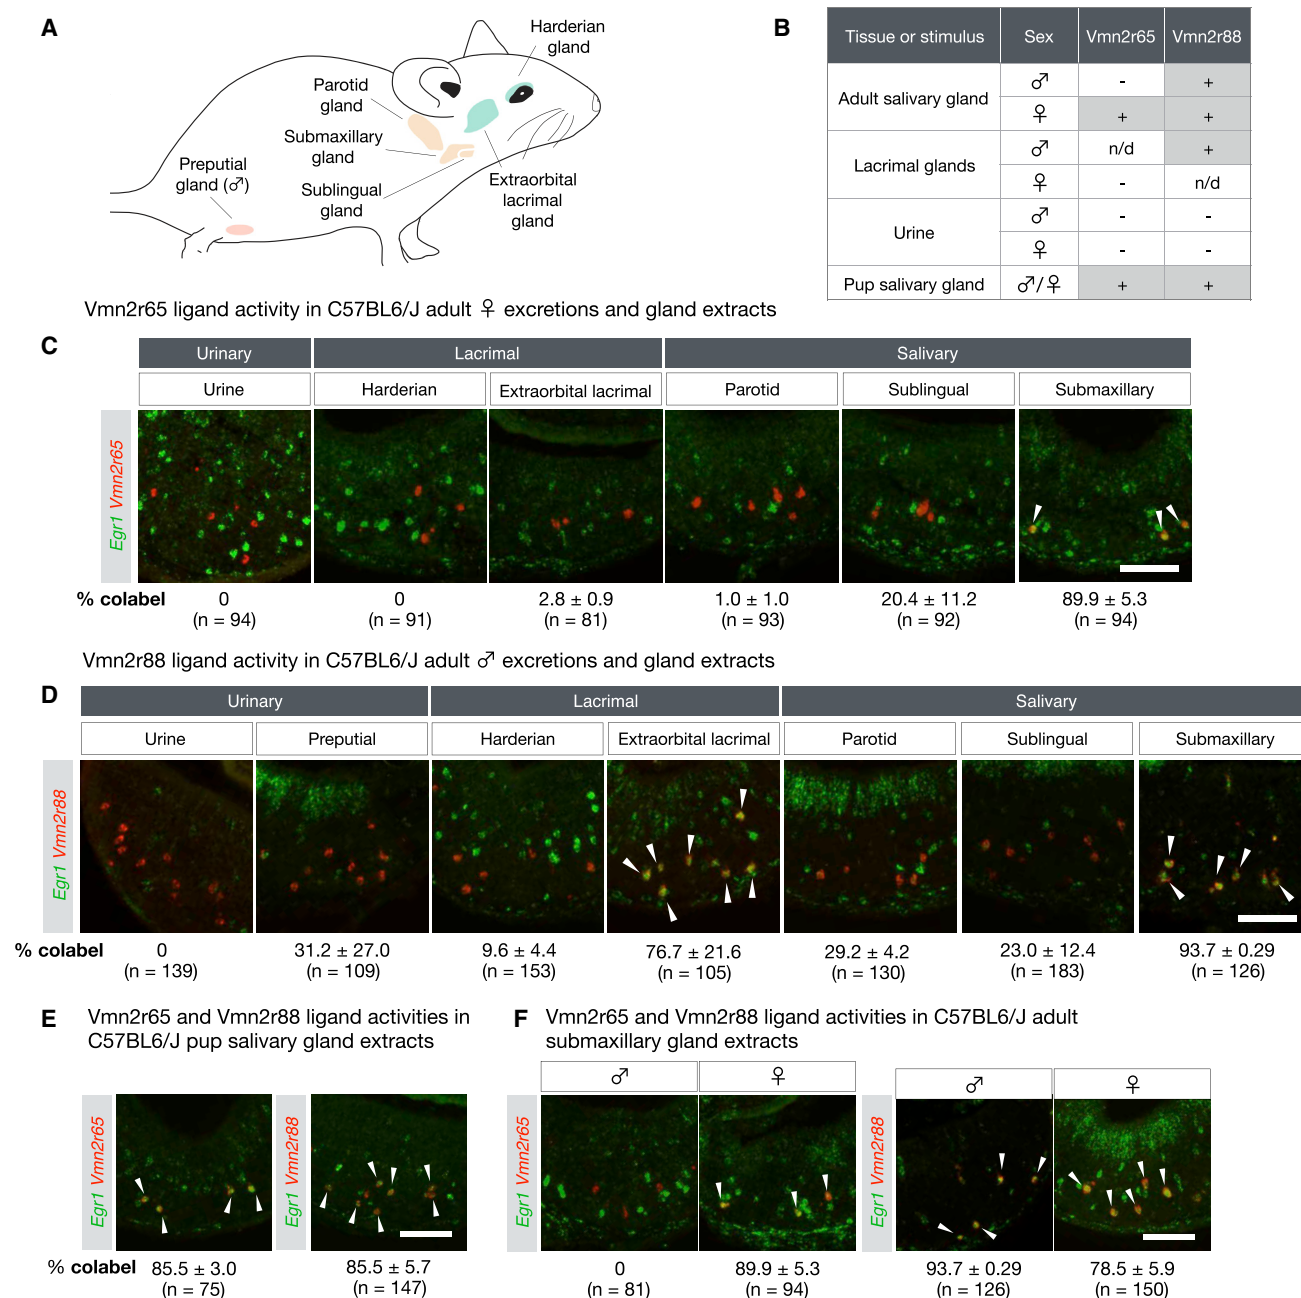 A
Harderian
gland
Parotid
gland
Submaxillary
gland
Preputial
gland (♂)
Sublingual
gland
Extraorbital
lacrimal
gland
B
Tissue or stimulus Sex Vmn2r65 Vmn2r88
Adult salivary gland ♂ - +
♀ + +
Lacrimal glands ♂ n/d +
♀ - n/d
Urine ♂ - -
♀ - -
Pup salivary gland ♂/♀ + +
Vmn2r65 ligand activity in C57BL6/J adult ♀ excretions and gland extracts
C
Urinary Lacrimal Salivary
Urine Harderian Extraorbital lacrimal Parotid Sublingual Submaxillary
Egr1 Vmn2r65
% colabel 0 0 2.8 ± 0.9 1.0 ± 1.0 20.4 ± 11.2 89.9 ± 5.3
(n = 94) (n = 91) (n = 81) (n = 93) (n = 92) (n = 94)
Vmn2r88 ligand activity in C57BL6/J adult ♂ excretions and gland extracts
D
Urinary Lacrimal Salivary
Urine Preputial Harderian Extraorbital lacrimal Parotid Sublingual Submaxillary
Egr1 Vmn2r88
% colabel 0 31.2 ± 27.0 9.6 ± 4.4 76.7 ± 21.6 29.2 ± 4.2 23.0 ± 12.4 93.7 ± 0.29
(n = 139) (n = 109) (n = 153) (n = 105) (n = 130) (n = 183) (n = 126)
E
Vmn2r65 and Vmn2r88 ligand activities in
C57BL6/J pup salivary gland extracts
Egr1 Vmn2r65
Egr1 Vmn2r88
% colabel 85.5 ± 3.0 85.5 ± 5.7
(n = 75) (n = 147)
F
Vmn2r65 and Vmn2r88 ligand activities in C57BL6/J adult
submaxillary gland extracts
♂ ♀ ♂ ♀
Egr1 Vmn2r65
Egr1 Vmn2r88
0 89.9 ± 5.3 93.7 ± 0.29 78.5 ± 5.9
(n = 81) (n = 94) (n = 126) (n = 150)